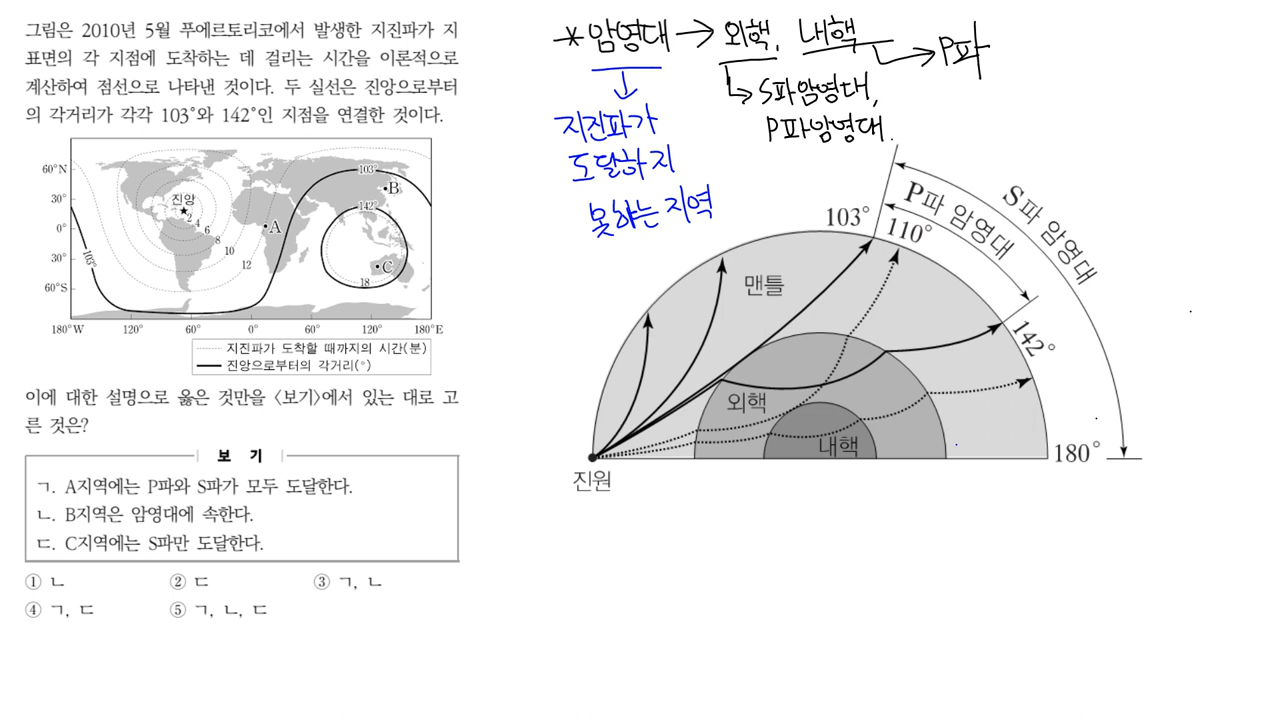 그림은 2010년 5월 푸에르토리코에서 발생한 지진파가 지
표면의 각 지점에 도착하는 데 걸리는 시간을 이론적으로
계산하여 점선으로 나타낸 것이다. 두 실선은 진앙으로부터
의 각거리가 각각 103°와 142°인 지점을 연결한 것이다.
60°N
30°
0°
30°
60°S
180°W
120°
60°
0°
60°
120°
180°E
진앙
2
4
6
8
10
12
18
103°
103°
142°
A
B
C
지진파가 도착할 때까지의 시간(분)
진앙으로부터의 각거리(°)
이에 대한 설명으로 옳은 것만을 〈보기〉에서 있는 대로 고
른 것은?
보 기
ㄱ. A지역에는 P파와 S파가 모두 도달한다.
ㄴ. B지역은 암영대에 속한다.
ㄷ. C지역에는 S파만 도달한다.
① ㄴ ② ㄷ ③ ㄱ, ㄴ
④ ㄱ, ㄷ ⑤ ㄱ, ㄴ, ㄷ
*암영대 → 외핵, 내핵 → P파
↳ S파암영대,
P파암영대.
↓
지진파가
도달하지
못하는 지역
103°
110°
P파 암영대
S파 암영대
142°
180°
맨틀
외핵
내핵
진원